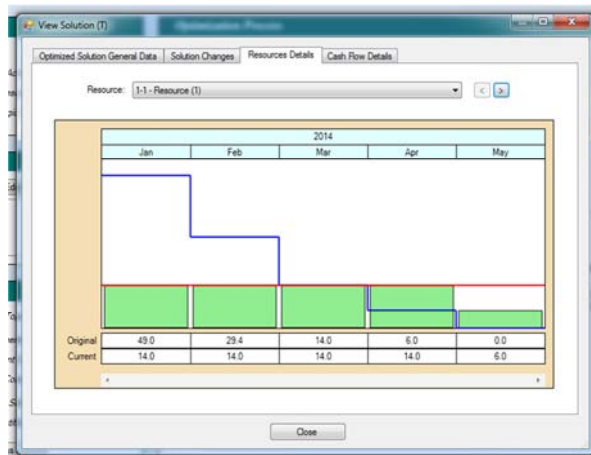 View Solution (T)
Optimization Process
Optimized Solution General Data Solution Changes Resources Details Cash Flow Details
Resource: 1-1 - Resource (1)
< >
2014
Jan Feb Mar Apr May
Original 49.0 29.4 14.0 6.0 0.0
Current 14.0 14.0 14.0 14.0 6.0
Close